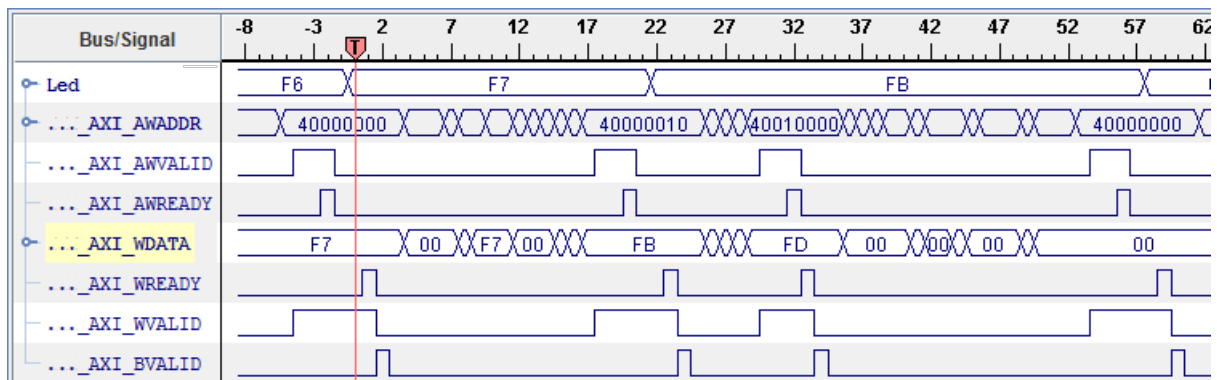 Bus/Signal -8 -3 2 7 12 17 22 27 32 37 42 47 52 57 62
T
Led F6 F7 FB
..._AXI_AWADDR 40000000 40000010 40010000 40000000
..._AXI_AWVALID
..._AXI_AWREADY
..._AXI_WDATA F7 00 F7 00 FB FD 00 00 00 00
..._AXI_WREADY
..._AXI_WVALID
..._AXI_BVALID